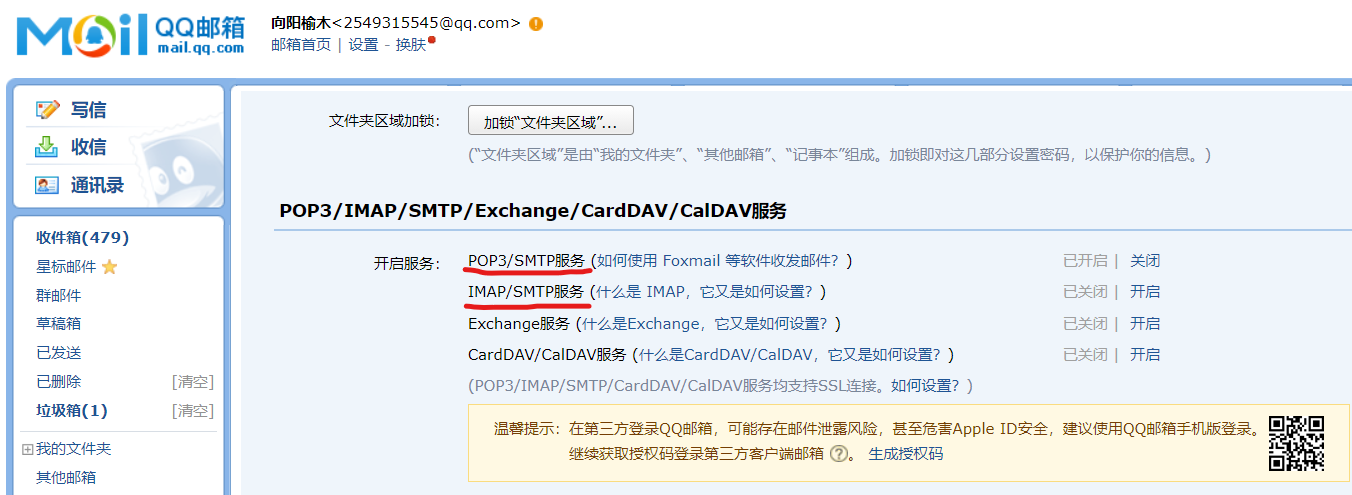 Mail QQ邮箱
mail.qq.com
向阳榆木<2549315545@qq.com>
邮箱首页 | 设置 - 换肤
写信
收信
通讯录
收件箱(479)
星标邮件
群邮件
草稿箱
已发送
已删除 [清空]
垃圾箱(1) [清空]
我的文件夹
其他邮箱
文件夹区域加锁: 加锁“文件夹区域”...
(“文件夹区域”是由“我的文件夹”、“其他邮箱”、“记事本”组成。加锁即对这几部分设置密码，以保护你的信息。)
POP3/IMAP/SMTP/Exchange/CardDAV/CalDAV服务
开启服务: POP3/SMTP服务 (如何使用 Foxmail 等软件收发邮件? ) 已开启 | 关闭
IMAP/SMTP服务 (什么是 IMAP，它又是如何设置? ) 已关闭 | 开启
Exchange服务 (什么是Exchange，它又是如何设置? ) 已关闭 | 开启
CardDAV/CalDAV服务 (什么是CardDAV/CalDAV，它又是如何设置? ) 已关闭 | 开启
(POP3/IMAP/SMTP/CardDAV/CalDAV服务均支持SSL连接。如何设置? )
温馨提示: 在第三方登录QQ邮箱，可能存在邮件泄露风险，甚至危害Apple ID安全，建议使用QQ邮箱手机版登录。
继续获取授权码登录第三方客户端邮箱 ? 。 生成授权码